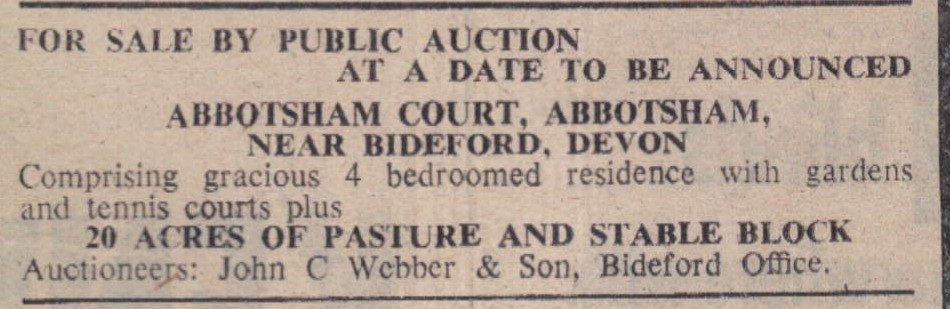 FOR SALE BY PUBLIC AUCTION
AT A DATE TO BE ANNOUNCED
ABBOTSHAM COURT, ABBOTSHAM,
NEAR BIDEFORD, DEVON
Comprising gracious 4 bedroomed residence with gardens
and tennis courts plus
20 ACRES OF PASTURE AND STABLE BLOCK
Auctioneers: John C Webber & Son, Bideford Office.